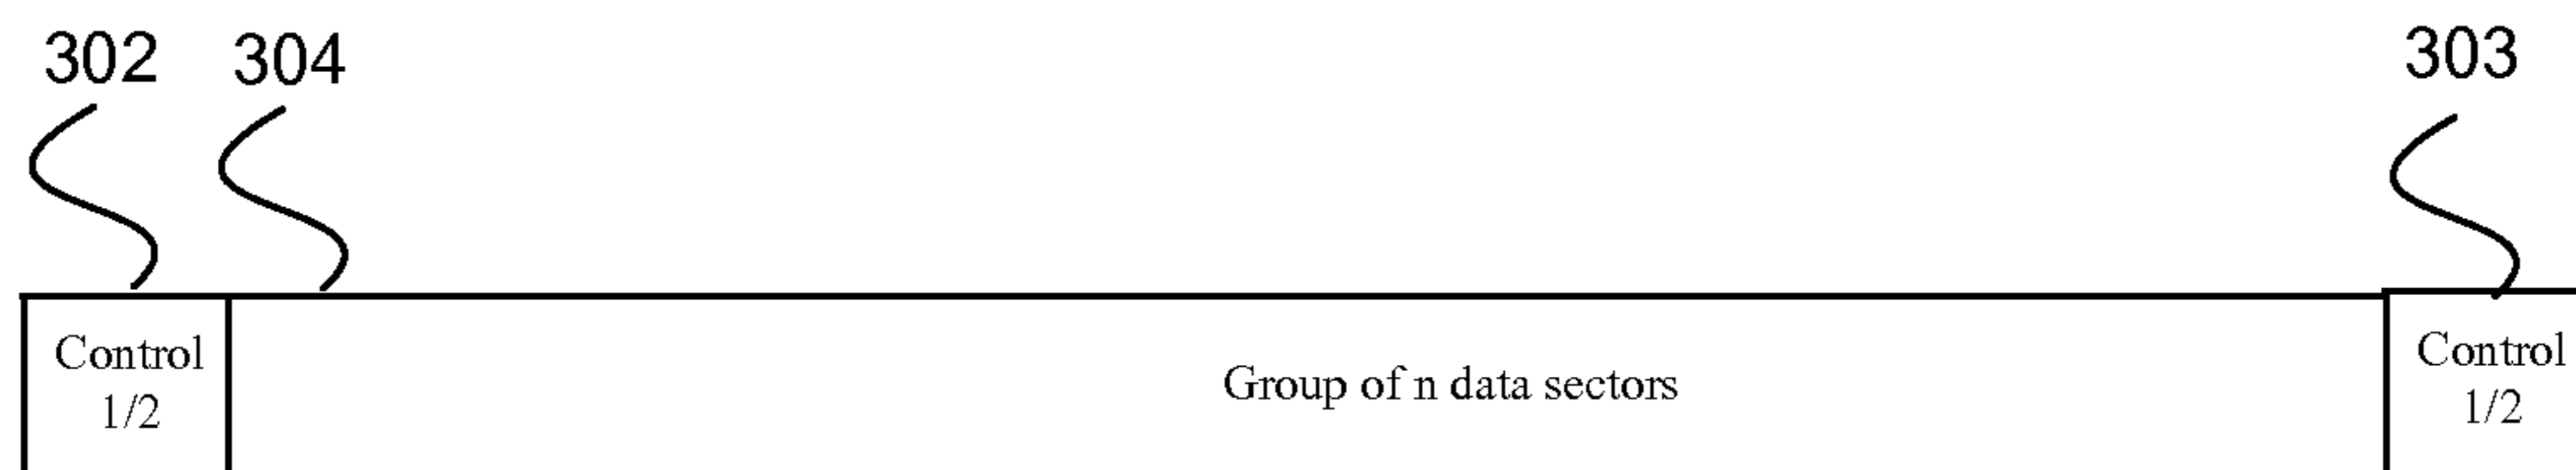 302 304 303
Control
1/2
Group of n data sectors
Control
1/2